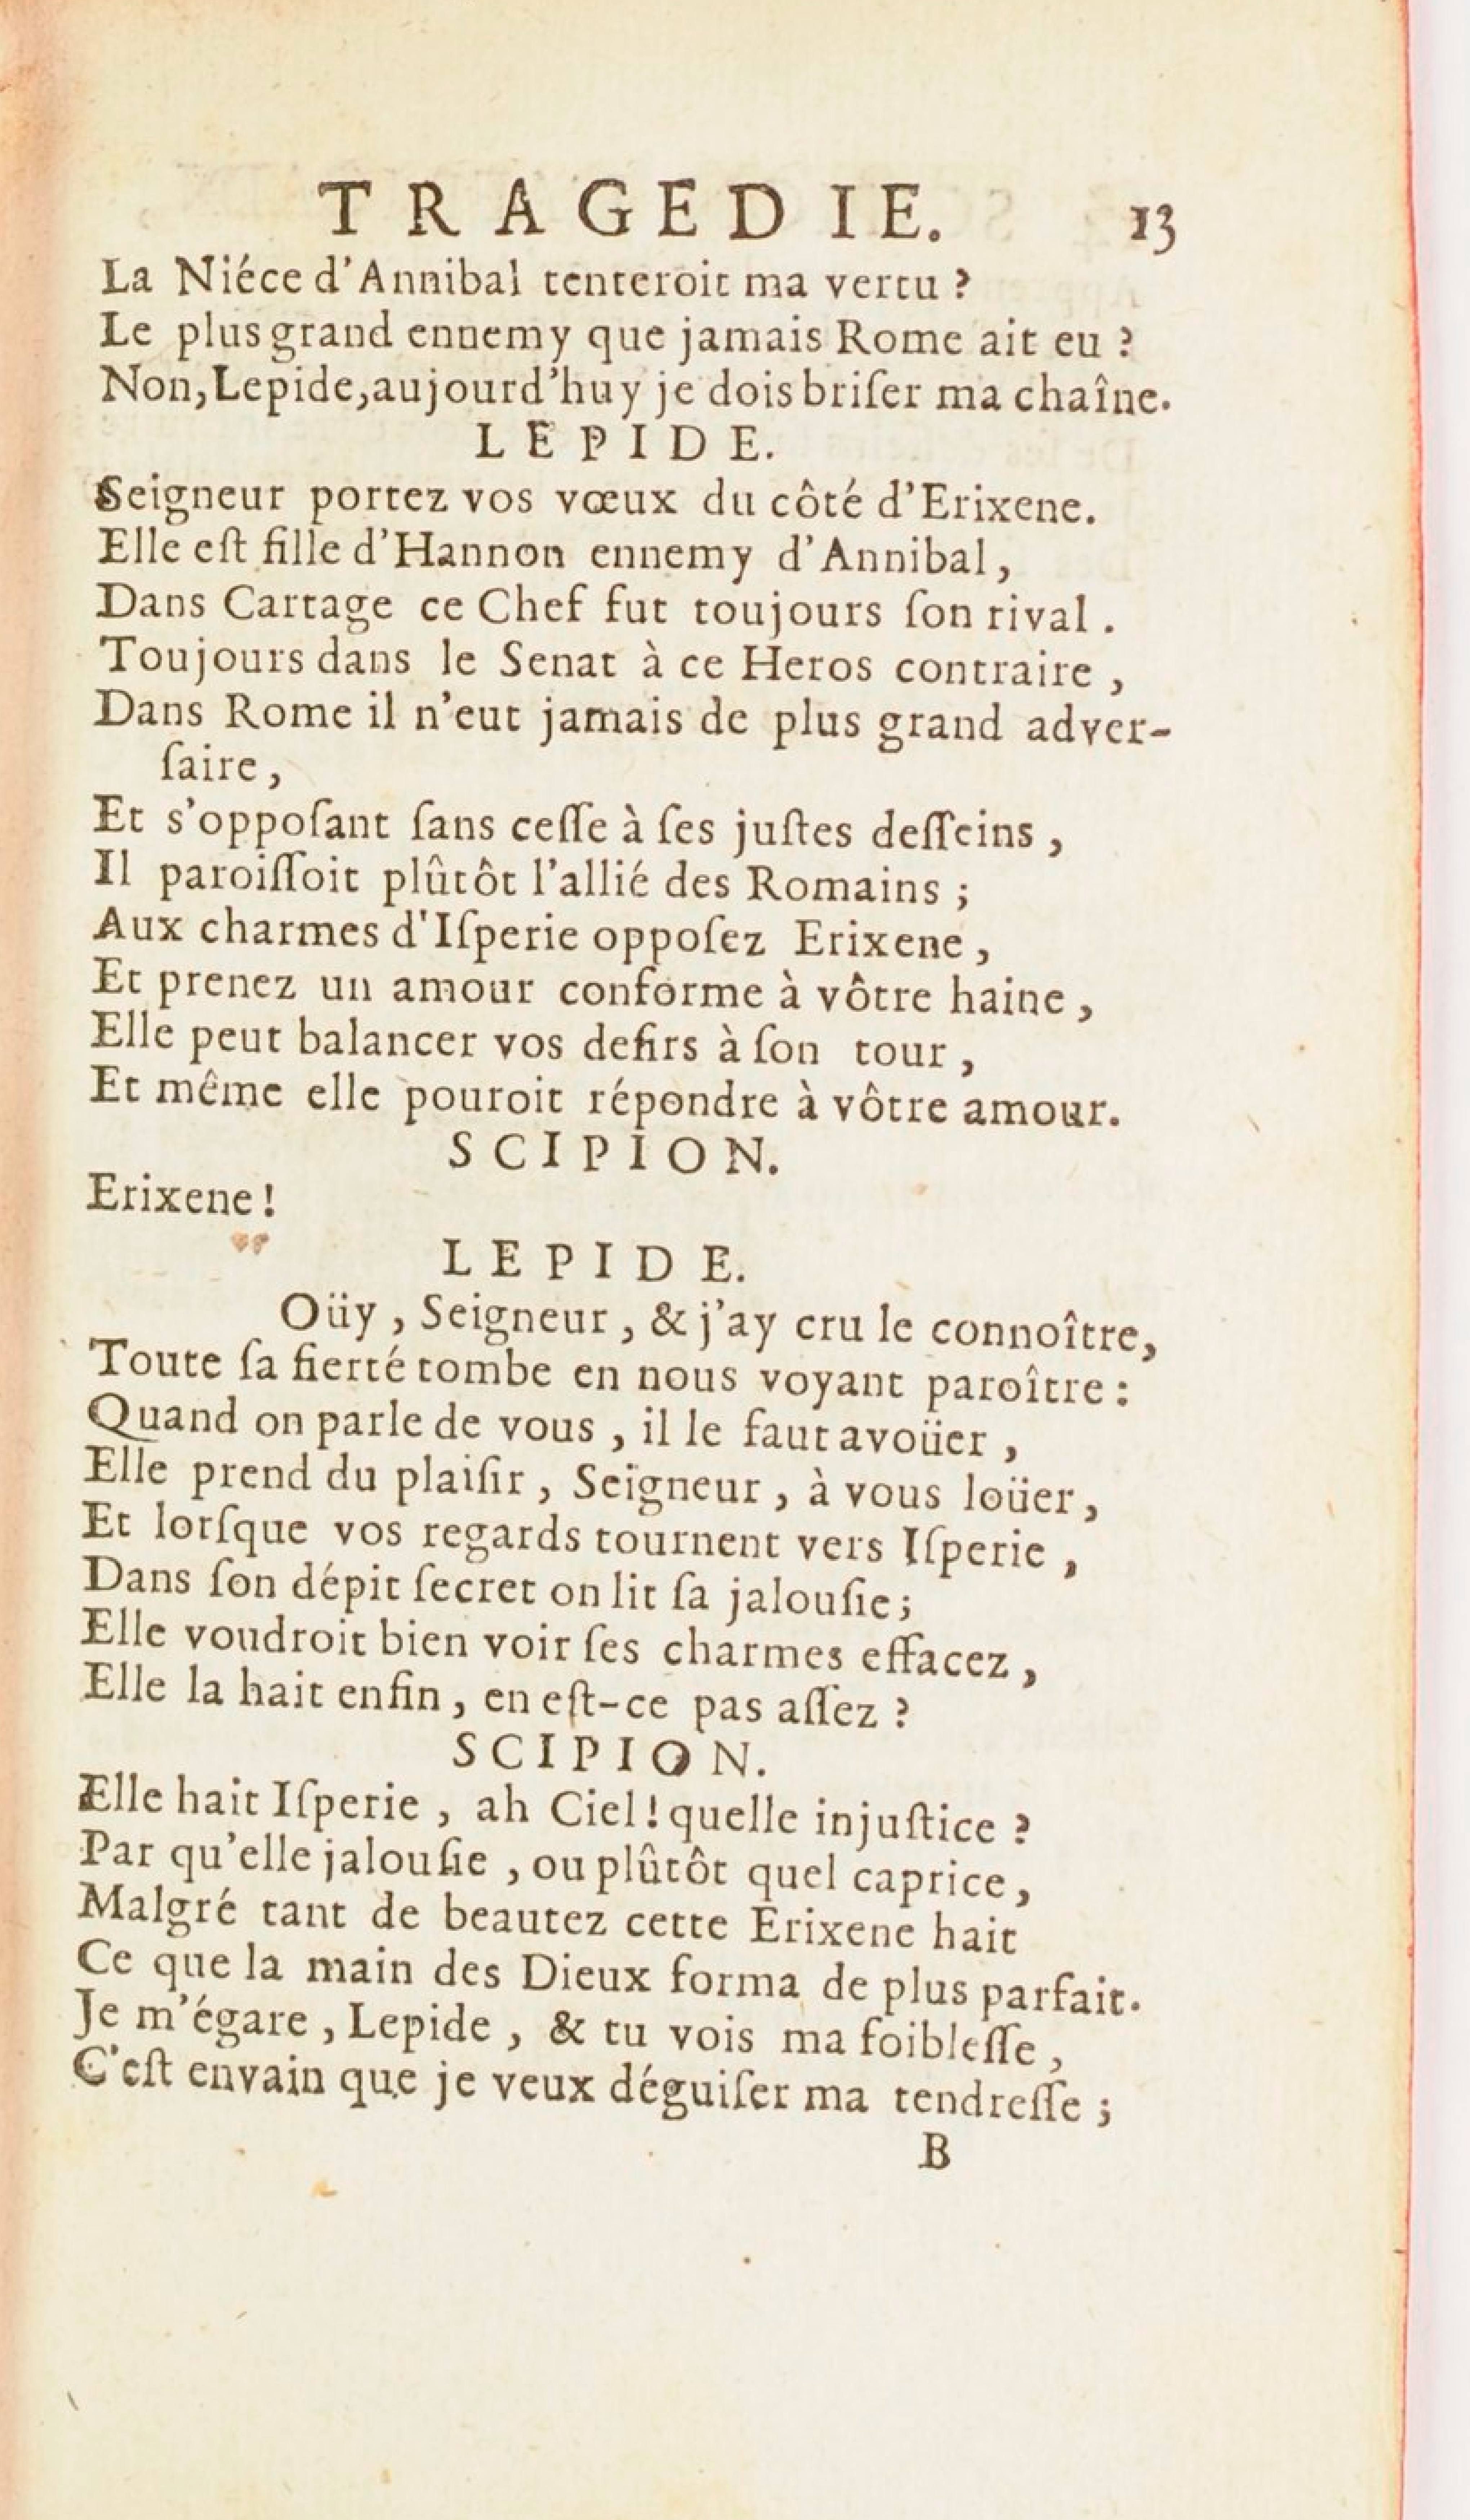 TRAGEDIE. 13
La Niéce d'Annibal tenteroit ma vertu ?
Le plus grand ennemy que jamais Rome ait eu ?
Non, Lepide, aujourd'huy je dois briſer ma chaîne.
LEPIDE.
Seigneur portez vos vœux du côté d'Erixene.
Elle eſt fille d'Hannon ennemy d'Annibal,
Dans Cartage ce Chef fut toujours ſon rival.
Toujours dans le Senat à ce Heros contraire,
Dans Rome il n'eut jamais de plus grand adver-
ſaire,
Et s'oppoſant ſans ceſſe à ſes juſtes deſſeins,
Il paroiſſoit plûtôt l'allié des Romains ;
Aux charmes d'Iſperie oppoſez Erixene,
Et prenez un amour conforme à vôtre haine,
Elle peut balancer vos deſirs à ſon tour,
Et même elle pouroit répondre à vôtre amour.
SCIPION.
Erixene !
LEPIDE.
Oüy, Seigneur, & j'ay cru le connoître,
Toute ſa fierté tombe en nous voyant paroître :
Quand on parle de vous, il le faut avoüer,
Elle prend du plaiſir, Seigneur, à vous loüer,
Et lorſque vos regards tournent vers Iſperie,
Dans ſon dépit ſecret on lit ſa jalouſie ;
Elle voudroit bien voir ſes charmes effacez,
Elle la hait enfin, en eſt-ce pas aſſez ?
SCIPION.
Elle hait Iſperie, ah Ciel ! quelle injuſtice ?
Par qu'elle jalouſie, ou plûtôt quel caprice,
Malgré tant de beautez cette Erixene hait
Ce que la main des Dieux forma de plus parfait.
Je m'égare, Lepide, & tu vois ma foibleſſe,
C'eſt envain que je veux déguiſer ma tendreſſe ;
B